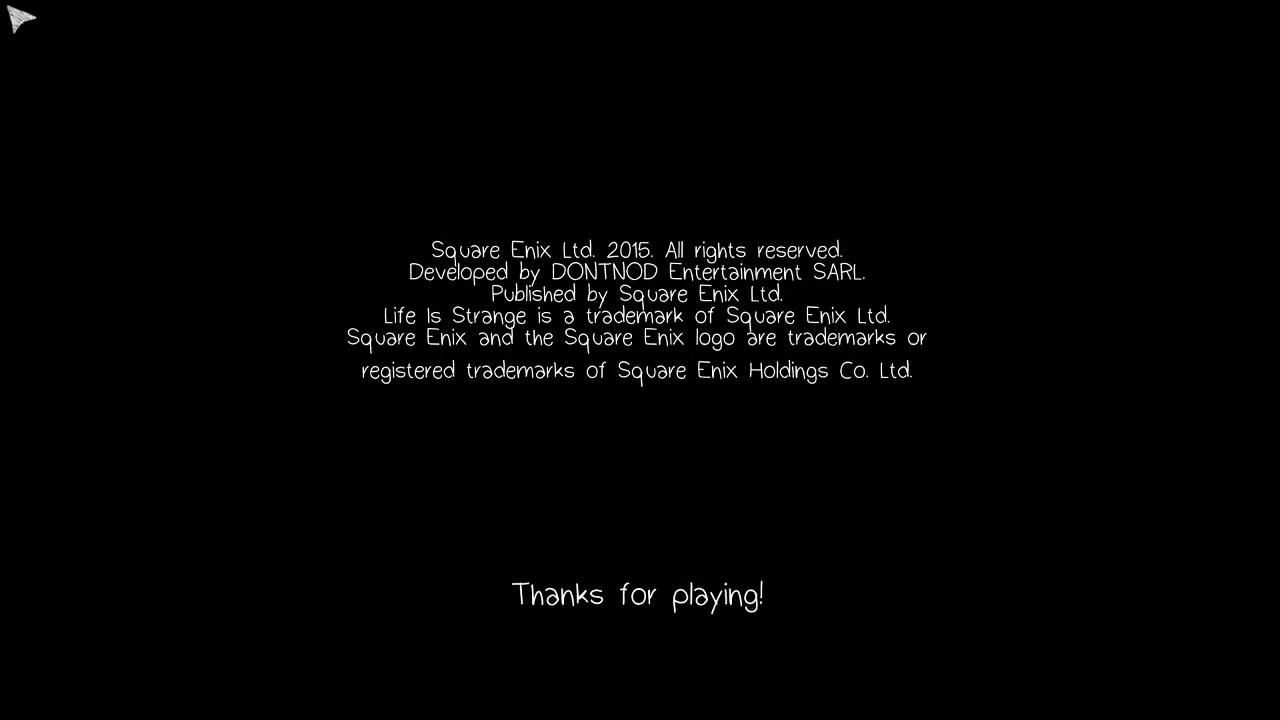 Square Enix Ltd. 2015. All rights reserved.
Developed by DONTNOD Entertainment SARL.
Published by Square Enix Ltd.
Life Is Strange is a trademark of Square Enix Ltd.
Square Enix and the Square Enix logo are trademarks or
registered trademarks of Square Enix Holdings Co. Ltd.
Thanks for playing!